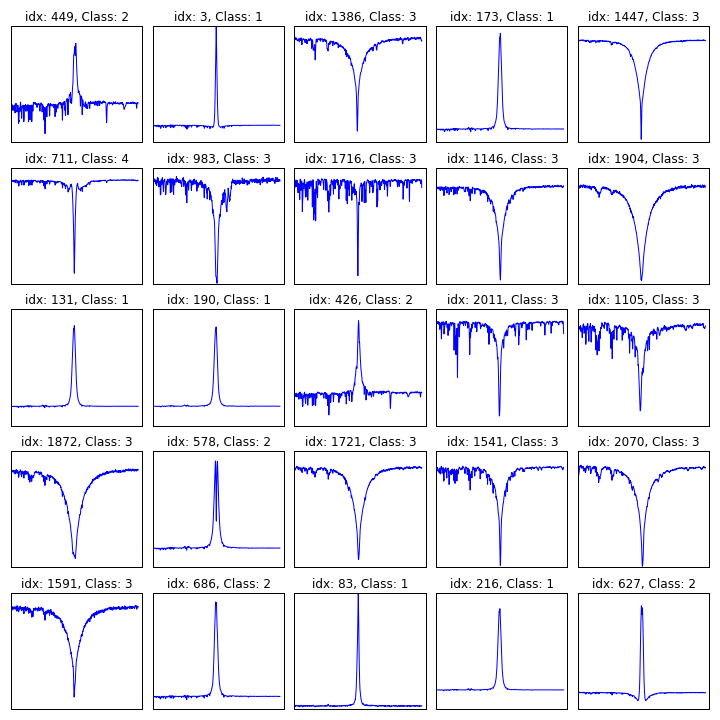 idx: 449, Class: 2
idx: 3, Class: 1
idx: 1386, Class: 3
idx: 173, Class: 1
idx: 1447, Class: 3
idx: 711, Class: 4
idx: 983, Class: 3
idx: 1716, Class: 3
idx: 1146, Class: 3
idx: 1904, Class: 3
idx: 131, Class: 1
idx: 190, Class: 1
idx: 426, Class: 2
idx: 2011, Class: 3
idx: 1105, Class: 3
idx: 1872, Class: 3
idx: 578, Class: 2
idx: 1721, Class: 3
idx: 1541, Class: 3
idx: 2070, Class: 3
idx: 1591, Class: 3
idx: 686, Class: 2
idx: 83, Class: 1
idx: 216, Class: 1
idx: 627, Class: 2